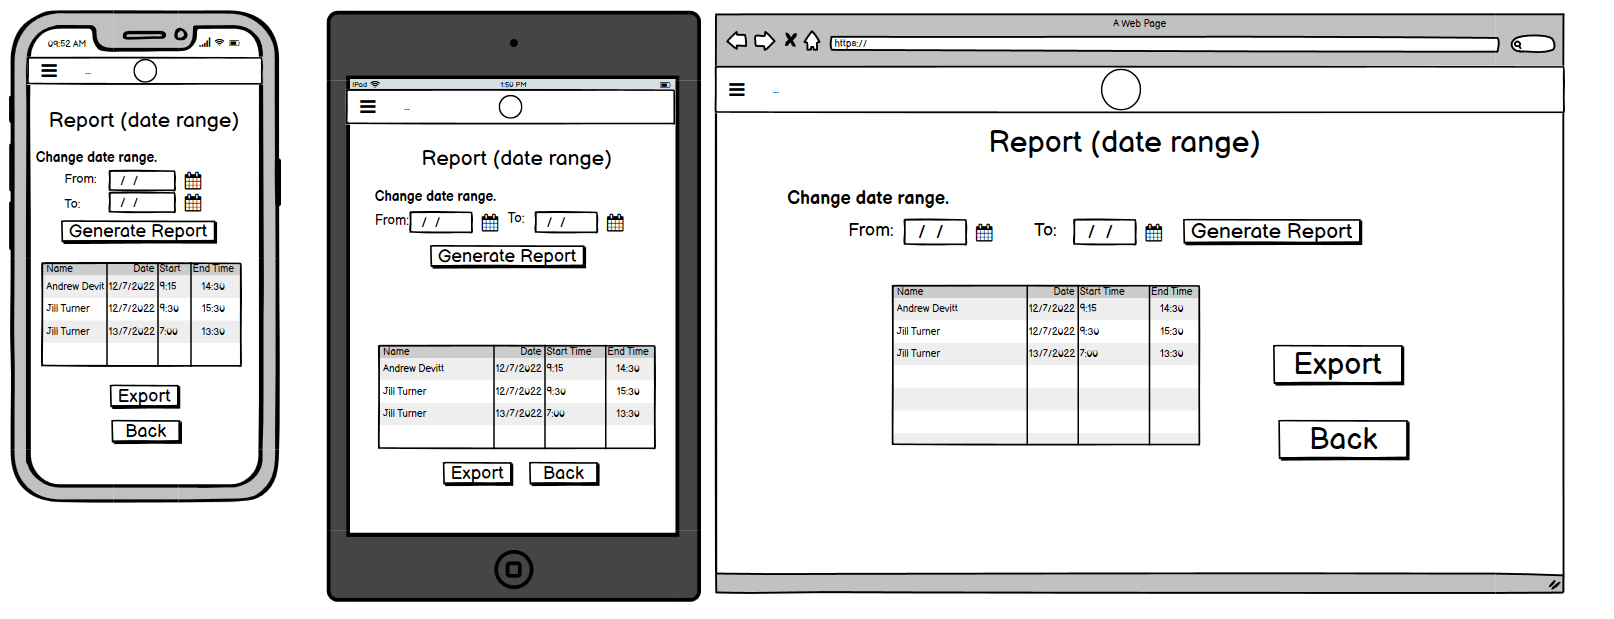 09:52 AM
...
Report (date range)
Change date range.
From: / /
To: / /
Generate Report
Name Date Start End Time
Andrew Devit 12/7/2022 9:15 14:30
Jill Turner 12/7/2022 9:30 15:30
Jill Turner 13/7/2022 7:00 13:30
Export
Back
iPad 1:50 PM
...
Report (date range)
Change date range.
From: / / To: / /
Generate Report
Name Date Start Time End Time
Andrew Devitt 12/7/2022 9:15 14:30
Jill Turner 12/7/2022 9:30 15:30
Jill Turner 13/7/2022 7:00 13:30
Export Back
A Web Page
https://
...
Report (date range)
Change date range.
From: / / To: / / Generate Report
Name Date Start Time End Time
Andrew Devitt 12/7/2022 9:15 14:30
Jill Turner 12/7/2022 9:30 15:30
Jill Turner 13/7/2022 7:00 13:30
Export
Back